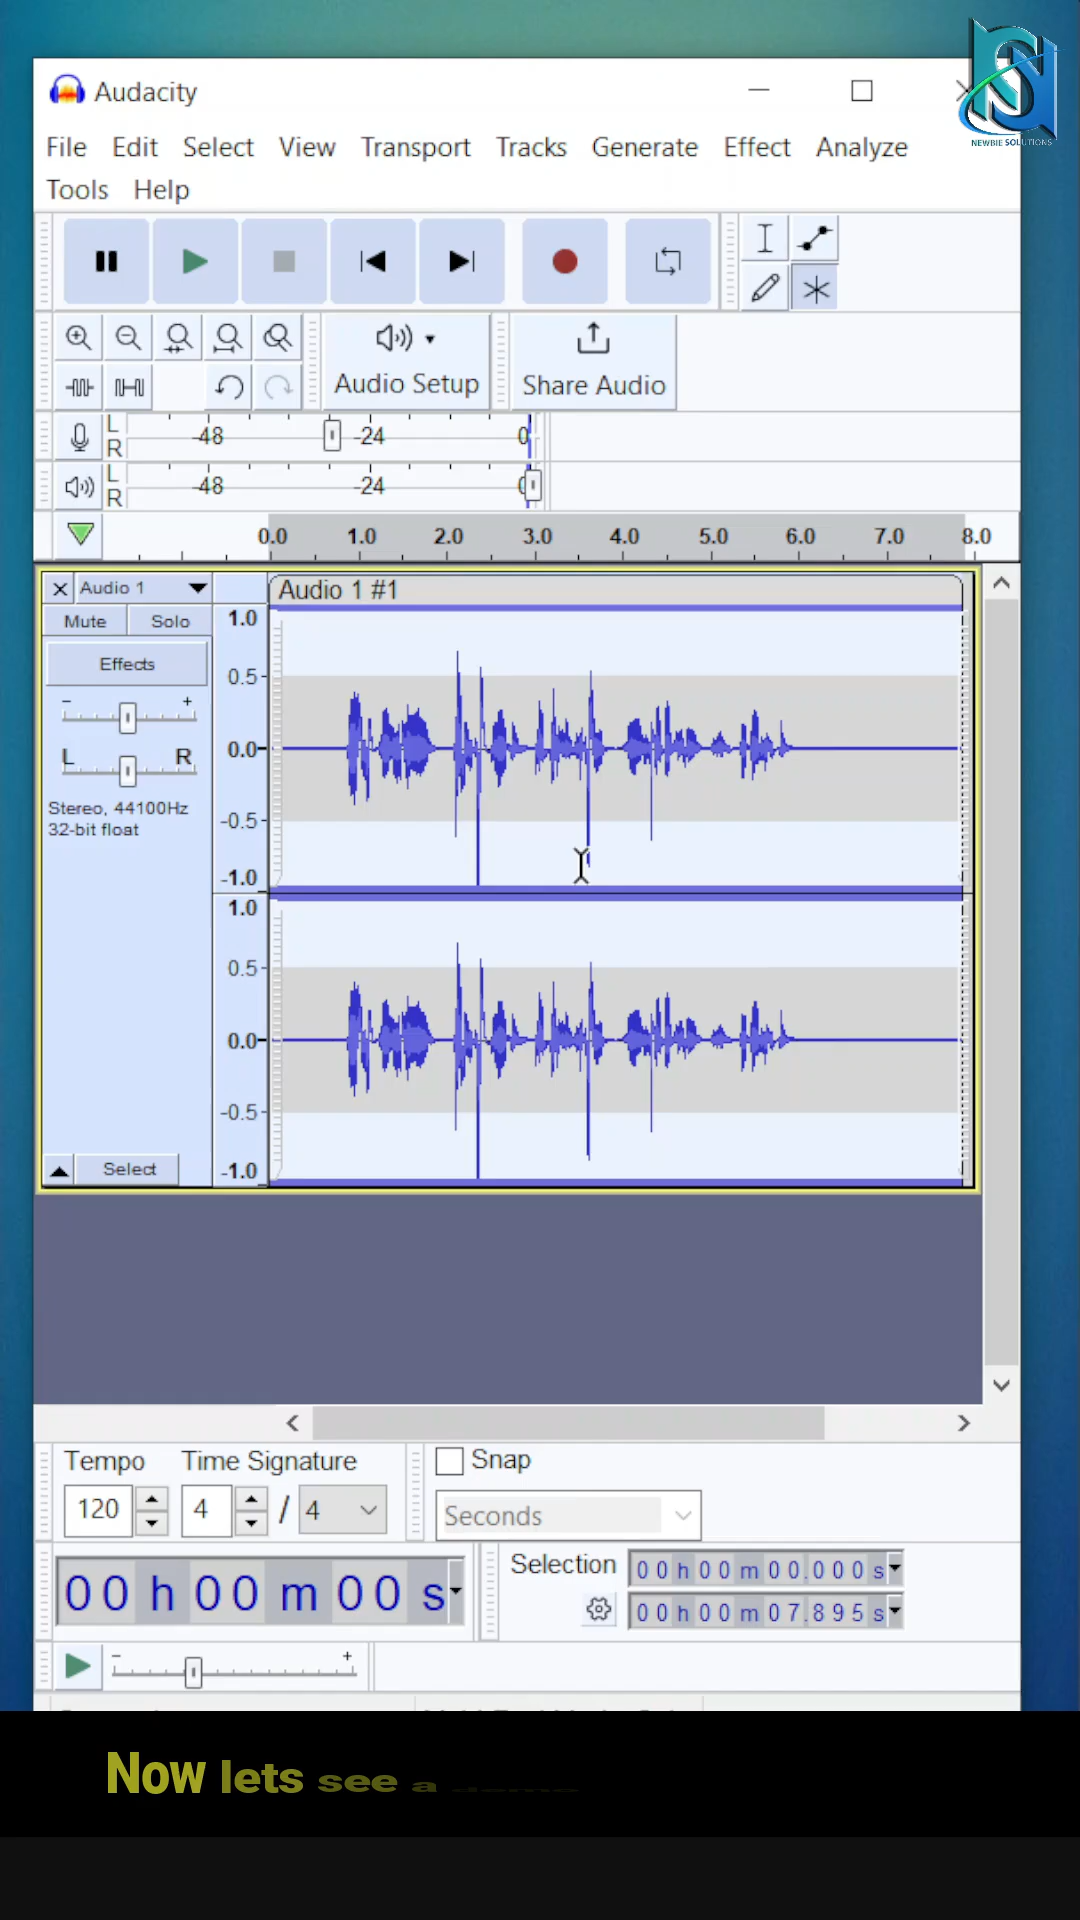 NEWBIE SOLUTIONS
Audacity
File Edit Select View Transport Tracks Generate Effect Analyze
Tools Help
Audio Setup
Share Audio
L
R
-48 -24 0
L
R
-48 -24
0.0 1.0 2.0 3.0 4.0 5.0 6.0 7.0 8.0
Audio 1
Audio 1 #1
Mute Solo
Effects
- +
L R
Stereo, 44100Hz
32-bit float
Select
1.0
0.5
0.0
-0.5
-1.0
1.0
0.5
0.0
-0.5
-1.0
Tempo Time Signature
Snap
120 4 / 4
Seconds
00 h 00 m 00 s
Selection
00 h 00 m 00.000 s
00 h 00 m 07.895 s
- +
Now lets see a